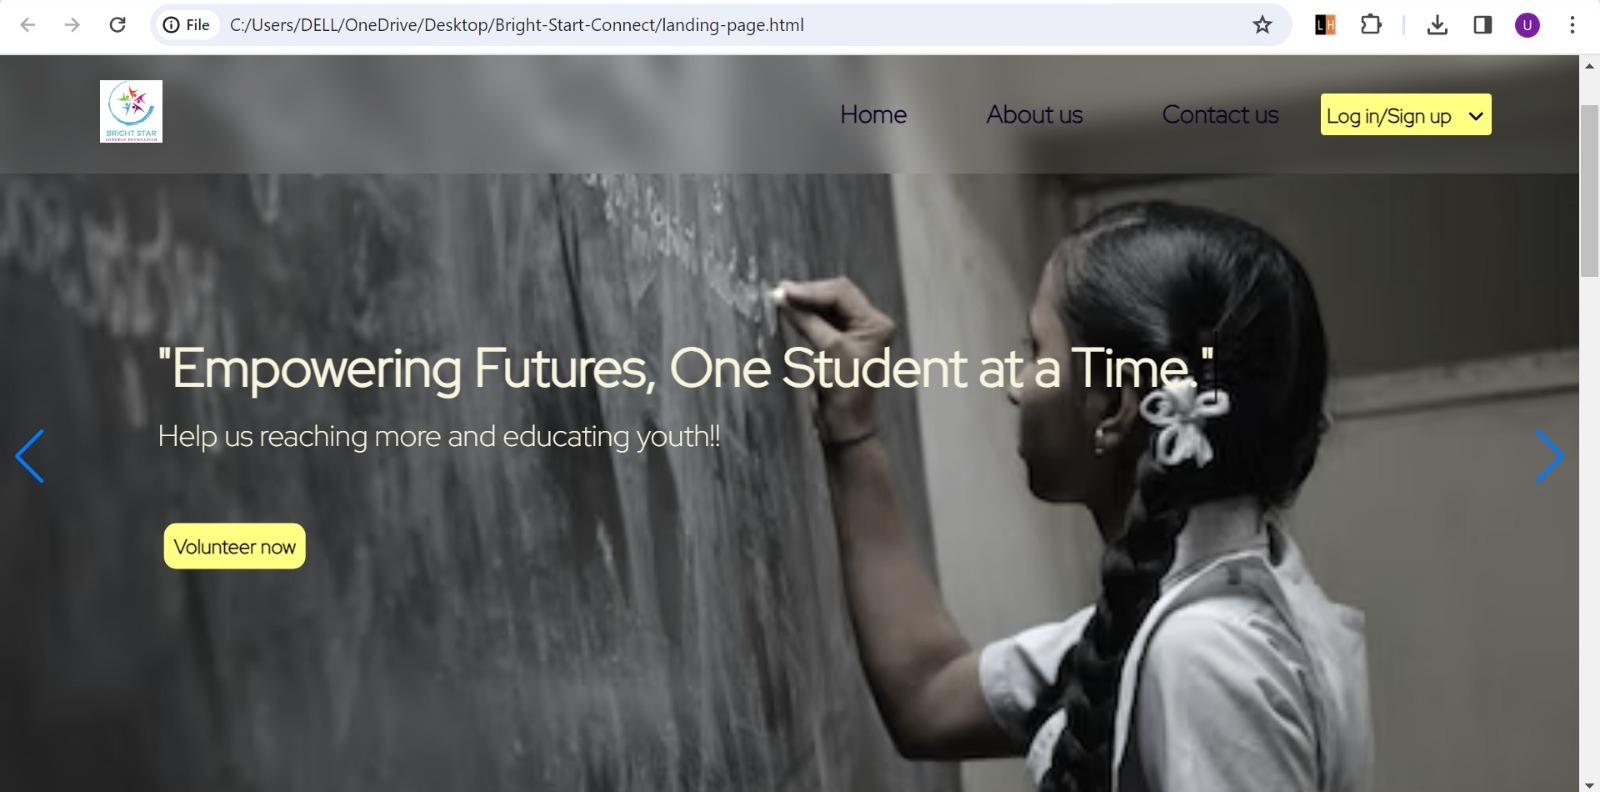 File C:/Users/DELL/OneDrive/Desktop/Bright-Start-Connect/landing-page.html
LH
U
BRIGHT STAR
Home About us Contact us Log in/Sign up
"Empowering Futures, One Student at a Time."
Help us reaching more and educating youth!!
Volunteer now